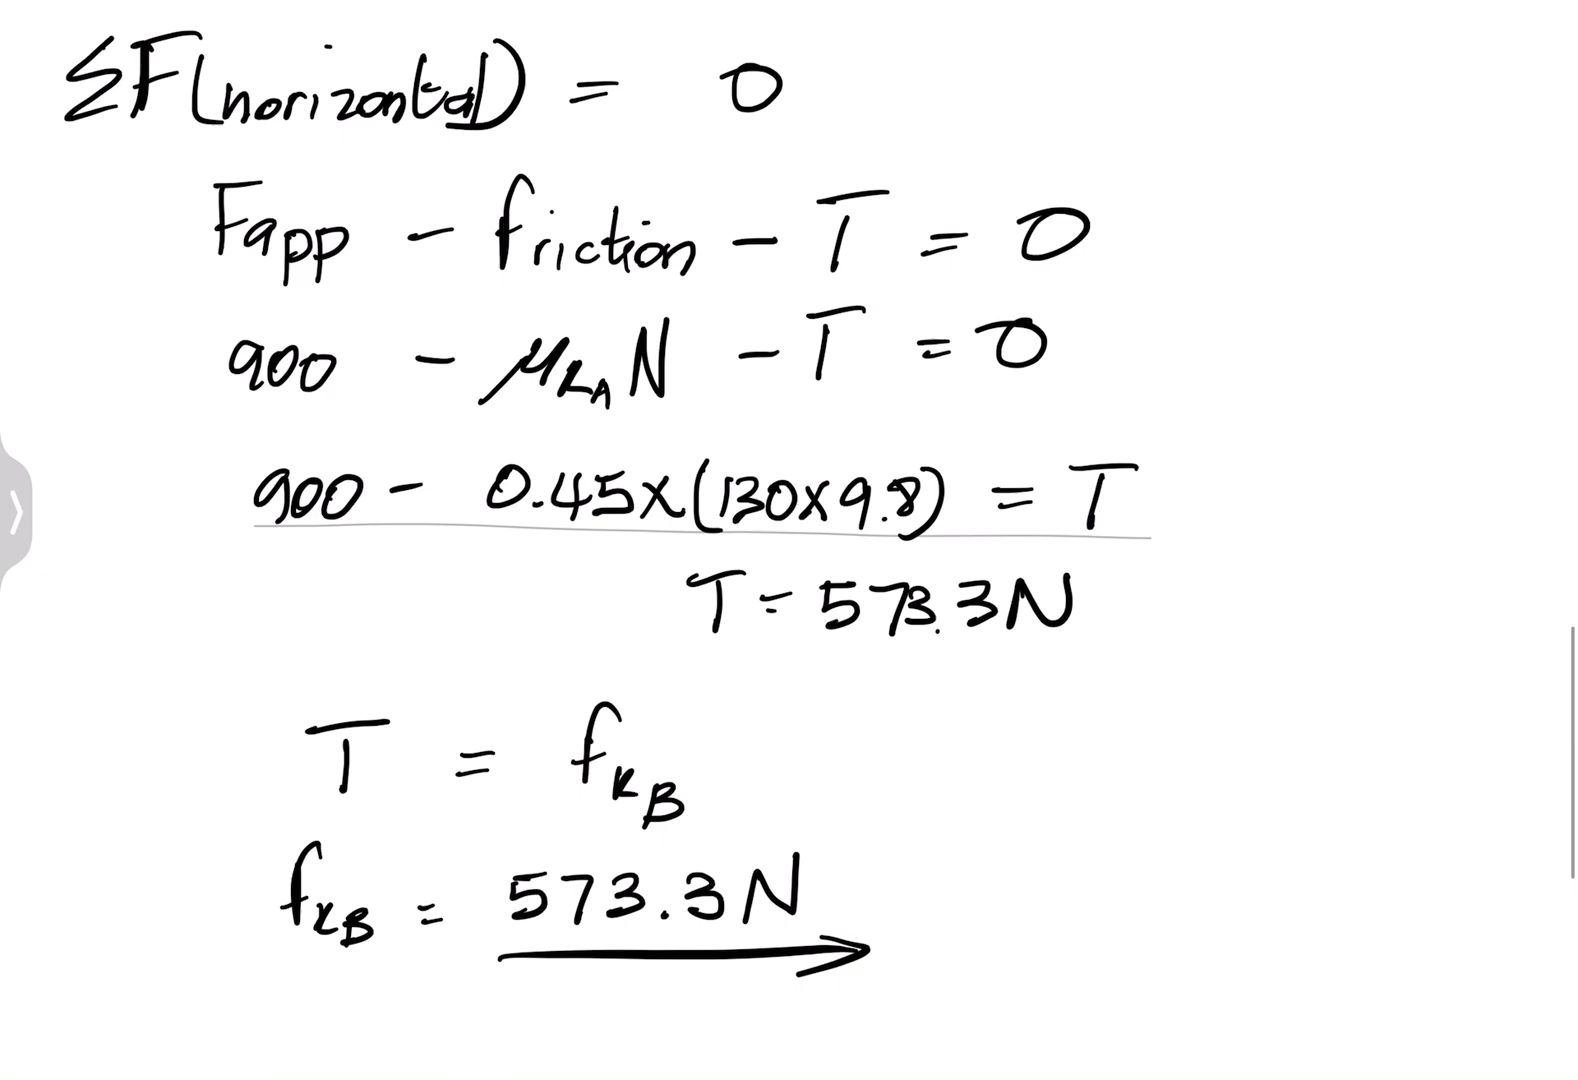 ΣF(horizontal) = 0
Fapp - friction - T = 0
900 - μkₐ N - T = 0
900 - 0.45x(130x9.8) = T
T = 573.3N
T = fkB
fkB = 573.3N